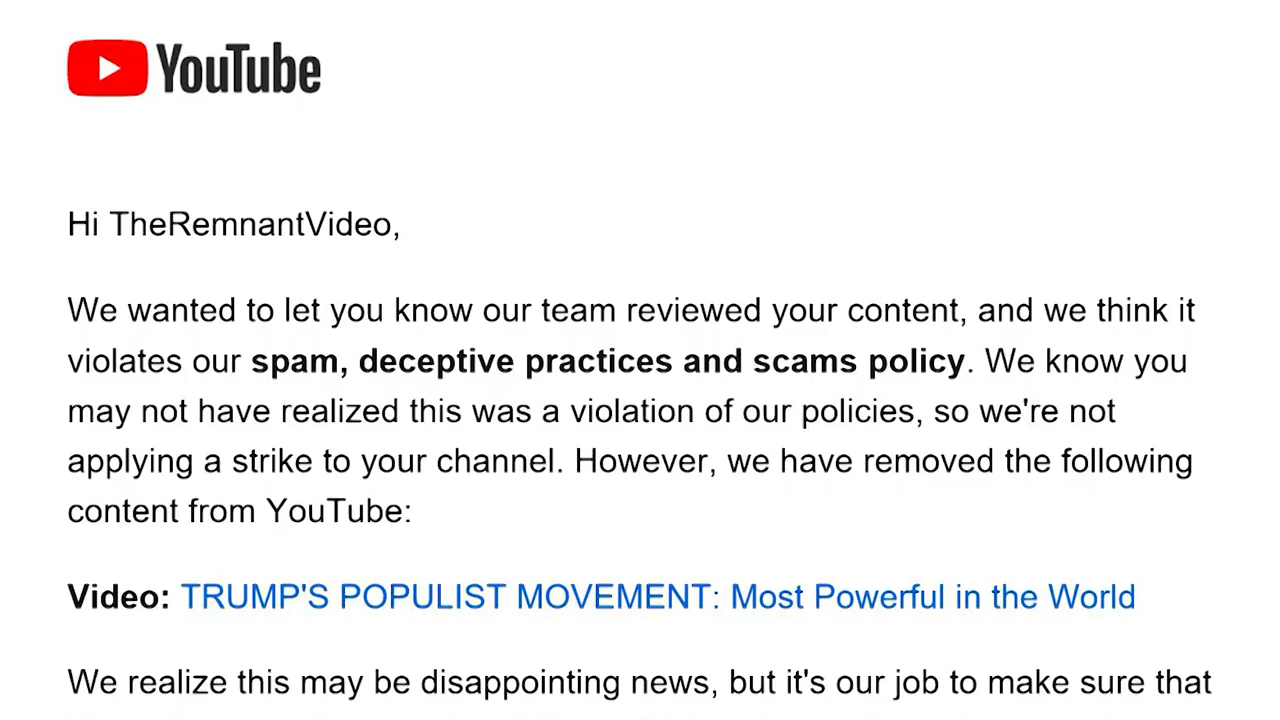 YouTube
Hi TheRemnantVideo,
We wanted to let you know our team reviewed your content, and we think it
violates our spam, deceptive practices and scams policy. We know you
may not have realized this was a violation of our policies, so we're not
applying a strike to your channel. However, we have removed the following
content from YouTube:
Video: TRUMP'S POPULIST MOVEMENT: Most Powerful in the World
We realize this may be disappointing news, but it's our job to make sure that